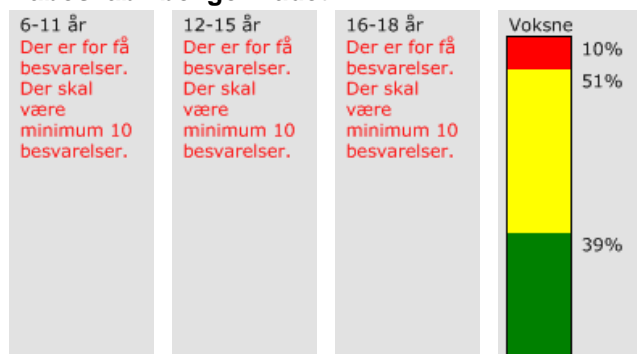 6-11 år
Der er for få
besvarelser.
Der skal
være
minimum 10
besvarelser.
12-15 år
Der er for få
besvarelser.
Der skal
være
minimum 10
besvarelser.
16-18 år
Der er for få
besvarelser.
Der skal
være
minimum 10
besvarelser.
Voksne
10%
51%
39%